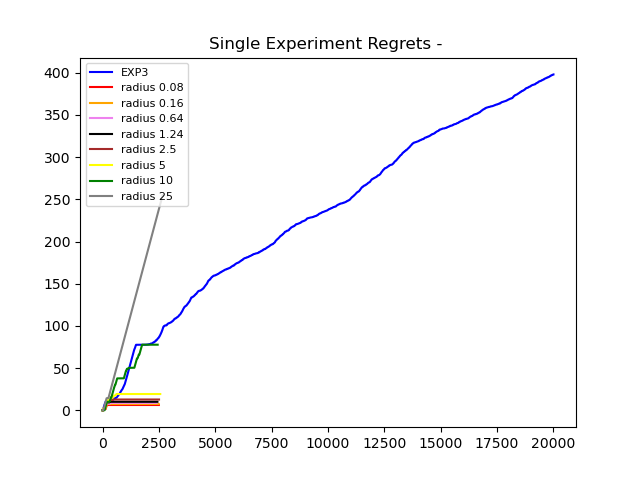 Single Experiment Regrets -
EXP3
radius 0.08
radius 0.16
radius 0.64
radius 1.24
radius 2.5
radius 5
radius 10
radius 25
400
350
300
250
200
150
100
50
0
0 2500 5000 7500 10000 12500 15000 17500 20000